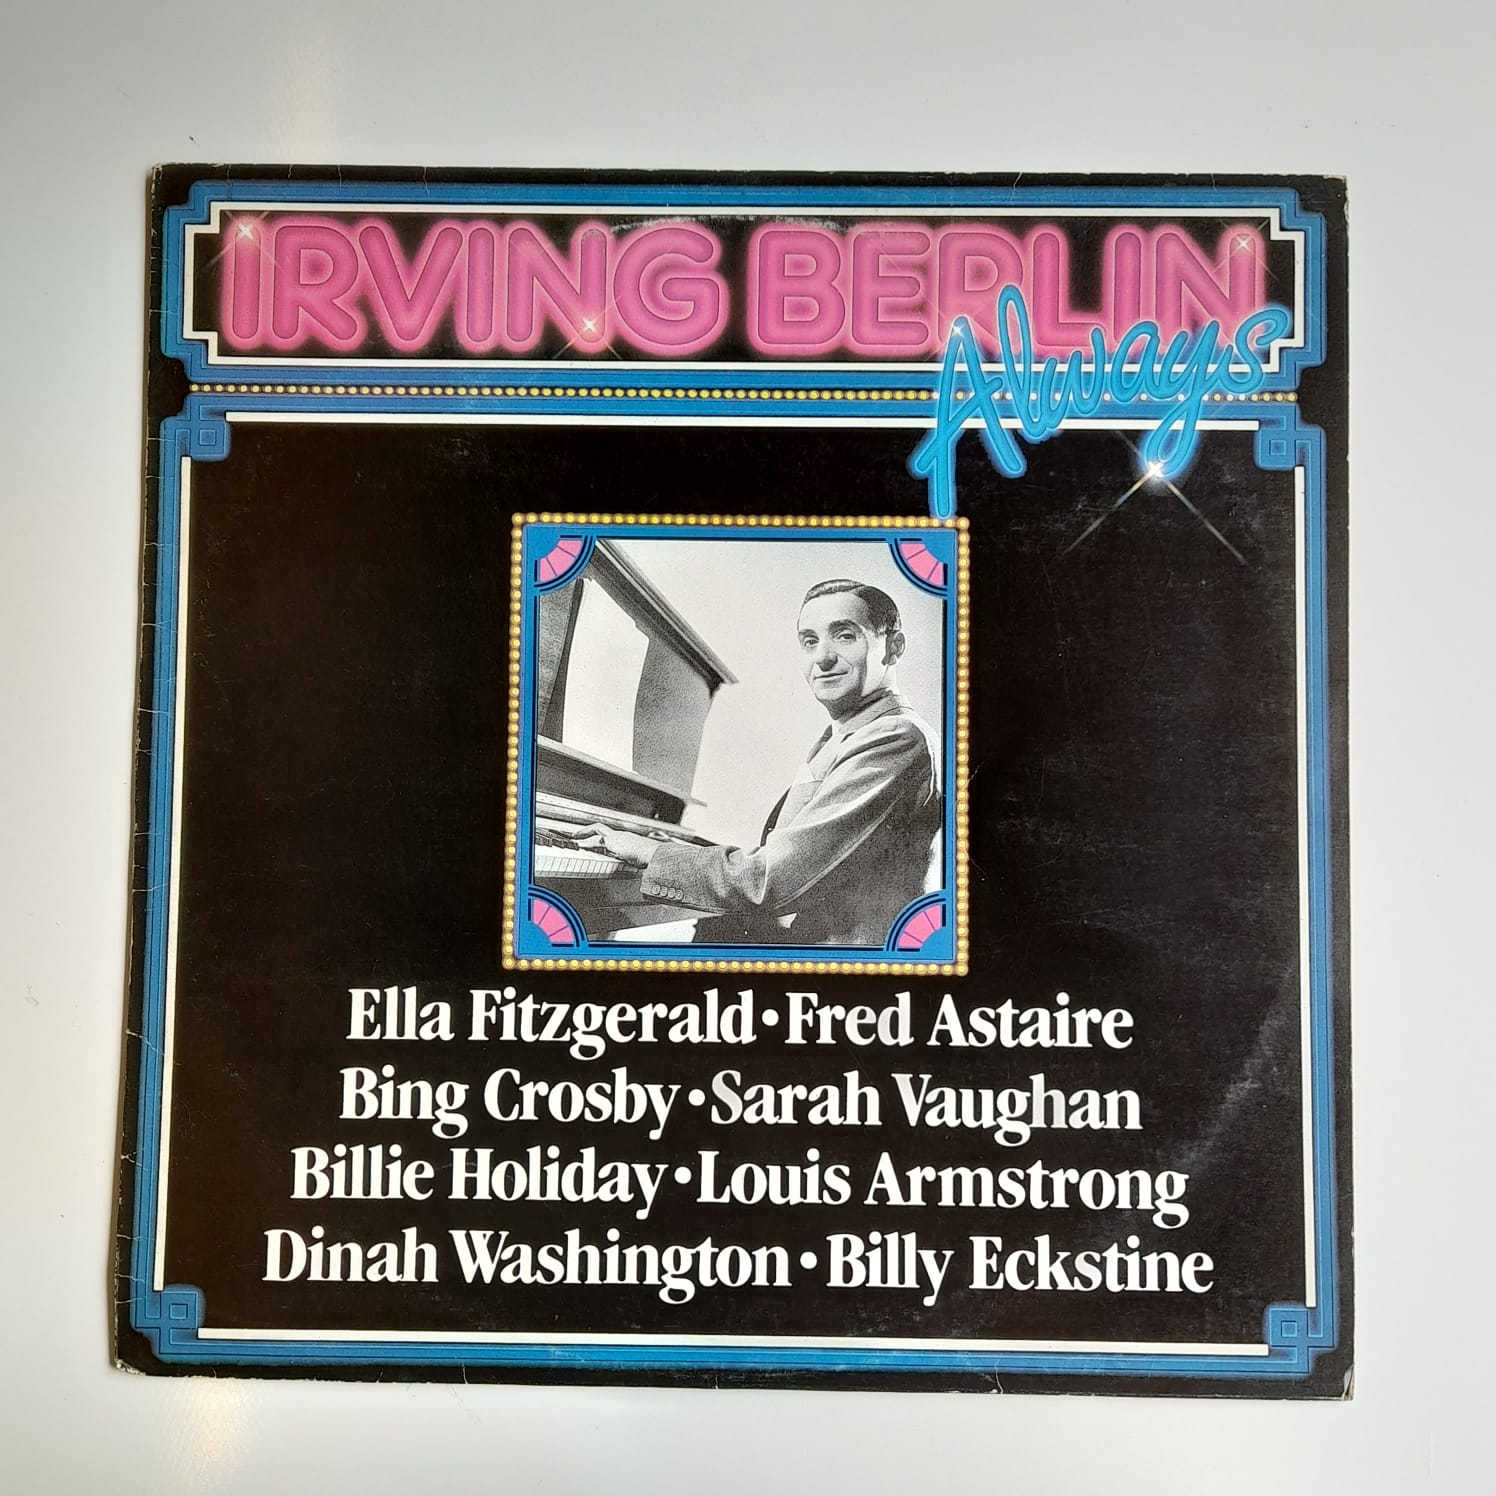 IRVING BERLIN
Always
Ella Fitzgerald • Fred Astaire
Bing Crosby • Sarah Vaughan
Billie Holiday • Louis Armstrong
Dinah Washington • Billy Eckstine